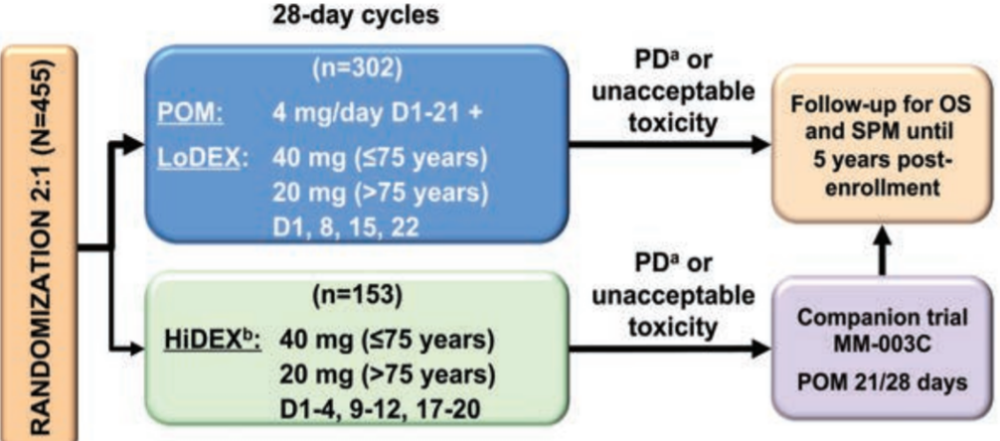 28-day cycles
RANDOMIZATION 2:1 (N=455)
(n=302)
POM: 4 mg/day D1-21 +
LoDEX: 40 mg (≤75 years)
20 mg (>75 years)
D1, 8, 15, 22
PDᵃ or
unacceptable
toxicity
Follow-up for OS
and SPM until
5 years post-
enrollment
(n=153)
HiDEXᵇ: 40 mg (≤75 years)
20 mg (>75 years)
D1-4, 9-12, 17-20
PDᵃ or
unacceptable
toxicity
Companion trial
MM-003C
POM 21/28 days